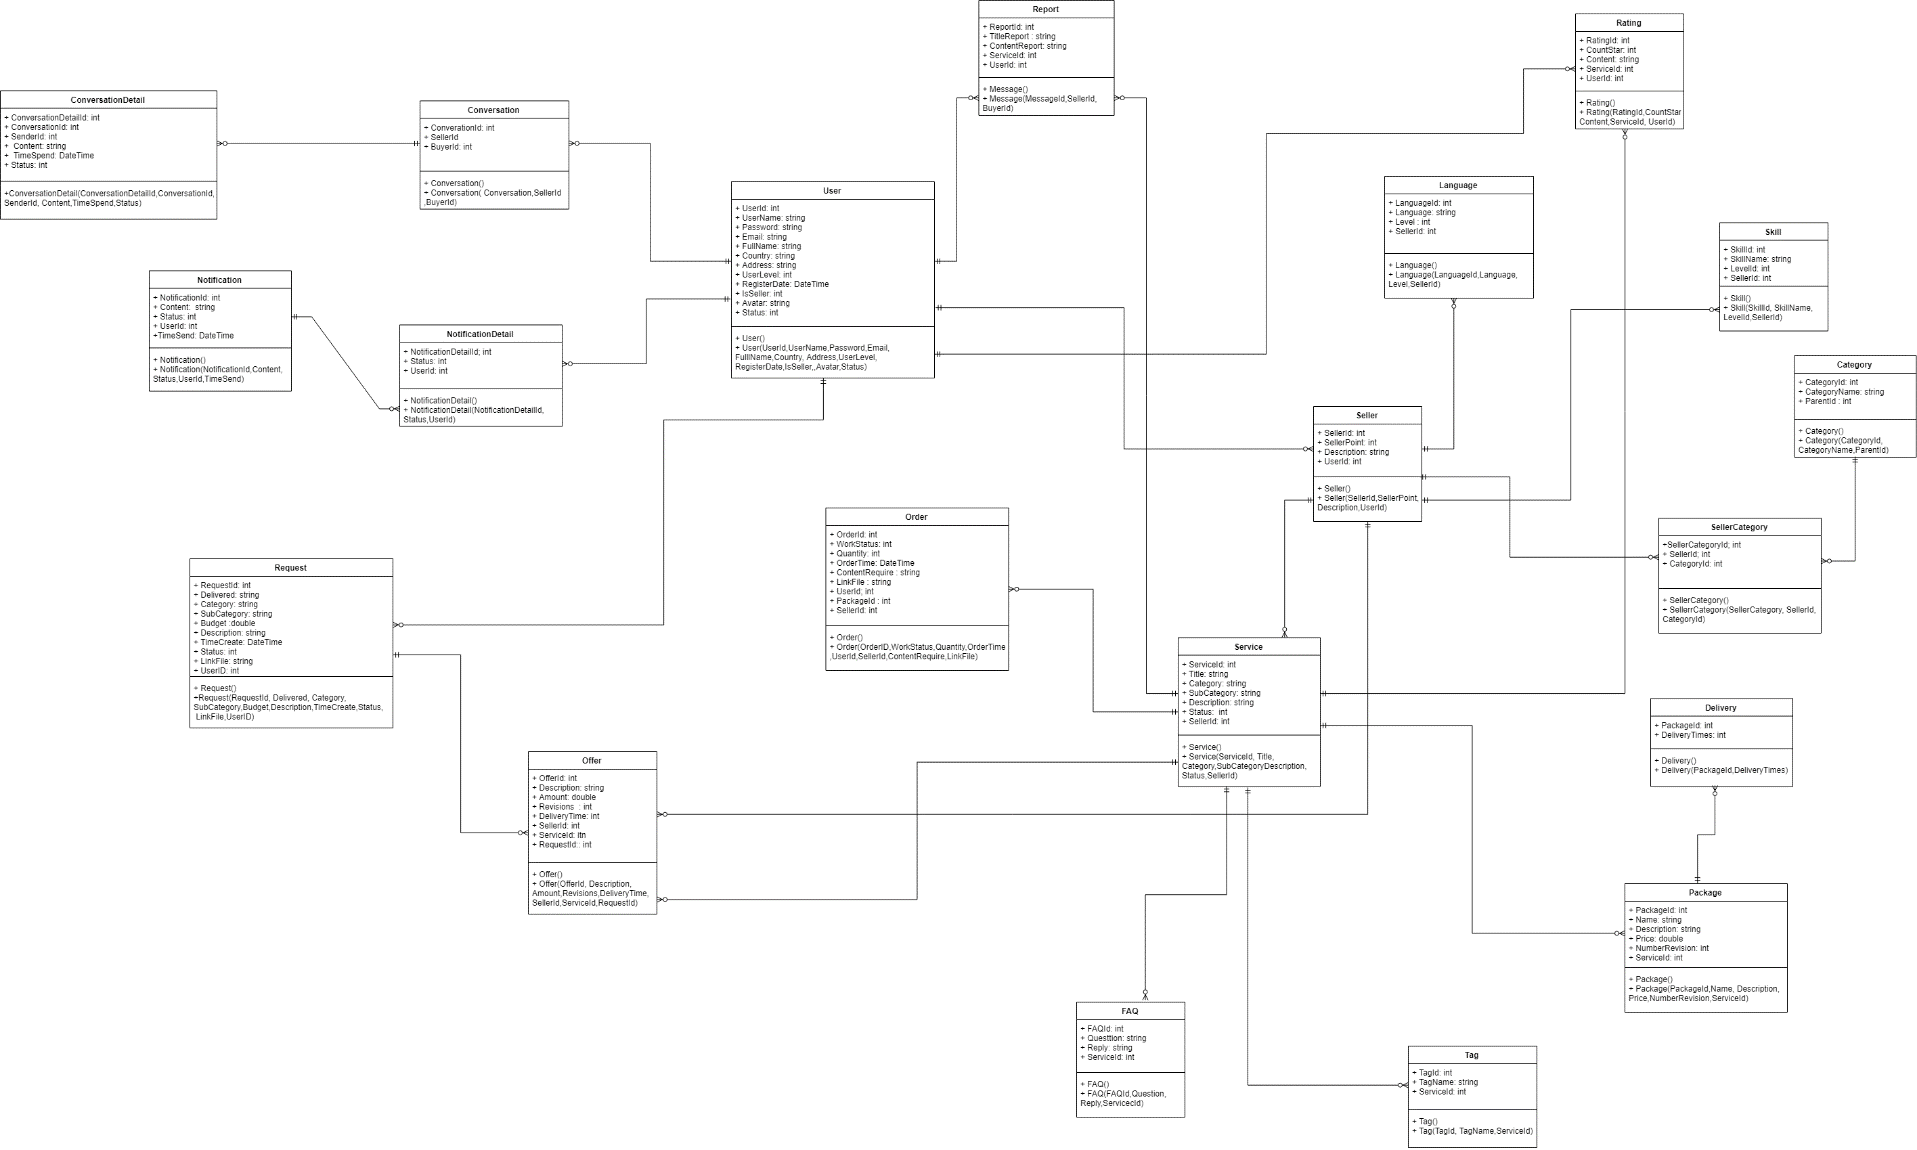 Report
+ ReportId: int
+ TitleReport : string
+ ContentReport: string
+ ServiceId: int
+ UserId: int
+ Message()
+ Message(MessageId,SellerId,
BuyerId)
Rating
+ RatingId: int
+ CountStar: int
+ Content: string
+ ServiceId: int
+ UserId: int
+ Rating()
+ Rating(RatingId,CountStar
Content,ServiceId, UserId)
ConversationDetail
+ ConversationDetailId: int
+ ConversationId: int
+ SenderId: int
+  Content: string
+  TimeSpend: DateTime
+ Status: int
+ConversationDetail(ConversationDetailId,ConversationId,
SenderId, Content,TimeSpend,Status)
Conversation
+ ConverationId: int
+ SellerId
+ BuyerId: int
+ Conversation()
+ Conversation( Conversation,SellerId
,BuyerId)
User
+ UserId: int
+ UserName: string
+ Password: string
+ Email: string
+ FullName: string
+ Country: string
+ Address: string
+ UserLevel: int
+ RegisterDate: DateTime
+ IsSeller: int
+ Avatar: string
+ Status: int
+ User()
+ User(UserId,UserName,Password,Email,
FulllName,Country, Address,UserLevel,
RegisterDate,IsSeller,,Avatar,Status)
Language
+ LanguageId: int
+ Language: string
+ Level : int
+ SellerId: int
+ Language()
+ Language(LanguageId,Language,
Level,SellerId)
Skill
+ SkillId: int
+ SkillName: string
+ LevelId: int
+ SellerId: int
+ Skill()
+ Skill(SkillId, SkillName,
LevelId,SellerId)
Notification
+ NotificationId: int
+ Content:  string
+ Status: int
+ UserId: int
+TimeSend: DateTime
+ Notification()
+ Notification(NotificationId,Content,
Status,UserId,TimeSend)
NotificationDetail
+ NotificationDetailId; int
+ Status: int
+ UserId: int
+ NotificationDetail()
+ NotificationDetail(NotificationDetailId,
Status,UserId)
Category
+ CategoryId: int
+ CategoryName: string
+ ParentId : int
+ Category()
+ Category(CategoryId,
CategoryName,ParentId)
Seller
+ SellerId: int
+ SellerPoint: int
+ Description: string
+ UserId: int
+ Seller()
+ Seller(SellerId,SellerPoint,
Description,UserId)
Order
+ OrderId: int
+ WorkStatus: int
+ Quantity: int
+ OrderTime: DateTime
+ ContentRequire : string
+ LinkFile : string
+ UserId; int
+ PackageId : int
+ SellerId: int
+ Order()
+ Order(OrderID,WorkStatus,Quantity,OrderTime
,UserId,SellerId,ContentRequire,LinkFile)
SellerCategory
+SellerCategoryId; int
+ SellerId; int
+ CategoryId: int
+ SellerCategory()
+ SellerrCategory(SellerCategory, SellerId,
CategoryId)
Request
+ RequestId: int
+ Delivered: string
+ Category: string
+ SubCategory: string
+ Budget :double
+ Description: string
+ TimeCreate: DateTime
+ Status: int
+ LinkFile: string
+ UserID: int
+ Request()
+Request(RequestId, Delivered, Category,
SubCategory,Budget,Description,TimeCreate,Status,
LinkFile,UserID)
Service
+ ServiceId: int
+ Title: string
+ Category: string
+ SubCategory: string
+ Description: string
+ Status:  int
+ SellerId: int
+ Service()
+ Service(ServiceId, Title,
Category,SubCategoryDescription,
Status,SellerId)
Delivery
+ PackageId: int
+ DeliveryTimes: int
+ Delivery()
+ Delivery(PackageId,DeliveryTimes)
Offer
+ OfferId: int
+ Description: string
+ Amount: double
+ Revisions  : int
+ DeliveryTime: int
+ SellerId: int
+ ServiceId: itn
+ RequestId:: int
+ Offer()
+ Offer(OfferId, Description,
Amount,Revisions,DeliveryTime,
SellerId,ServiceId,RequestId)
Package
+ PackageId: int
+ Name: string
+ Description: string
+ Price: double
+ NumberRevision: int
+ ServiceId: int
+ Package()
+ Package(PackageId,Name, Description,
Price,NumberRevision,ServiceId)
FAQ
+ FAQId: int
+ Questtion: string
+ Reply: string
+ ServiceId: int
+ FAQ()
+ FAQ(FAQId,Question,
Reply,ServicecId)
Tag
+ TagId: int
+ TagName: string
+ ServiceId: int
+ Tag()
+ Tag(TagId, TagName,ServiceId)